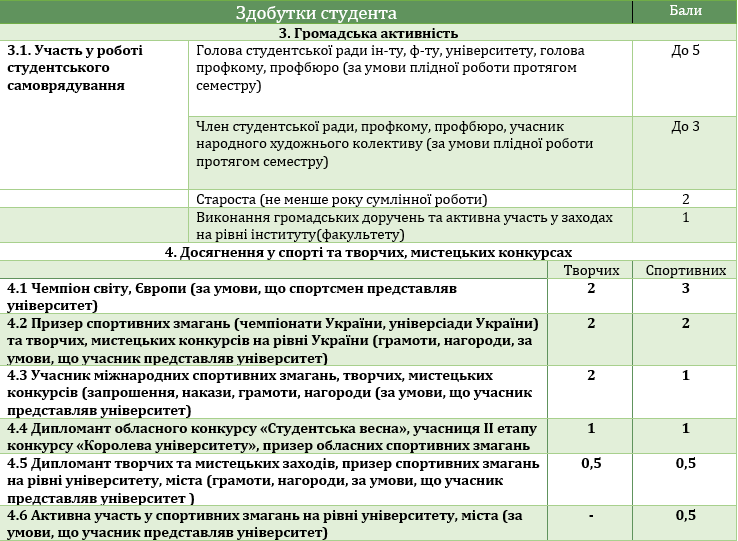 Здобутки студента Бали
3. Громадська активність
3.1. Участь у роботі
студентського
самоврядування
Голова студентської ради ін-ту, ф-ту, університету, голова
профкому, профбюро (за умови плідної роботи протягом
семестру)
До 5
Член студентської ради, профкому, профбюро, учасник
народного художнього колективу (за умови плідної роботи
протягом семестру)
До 3
Староста (не менше року сумлінної роботи) 2
Виконання громадських доручень та активна участь у заходах
на рівні інституту(факультету)
1
4. Досягнення у спорті та творчих, мистецьких конкурсах
Творчих Спортивних
4.1 Чемпіон світу, Європи (за умови, що спортсмен представляв
університет)
2 3
4.2 Призер спортивних змагань (чемпіонати України, універсіади України)
та творчих, мистецьких конкурсів на рівні України (грамоти, нагороди, за
умови, що учасник представляв університет)
2 2
4.3 Учасник міжнародних спортивних змагань, творчих, мистецьких
конкурсів (запрошення, накази, грамоти, нагороди (за умови, що учасник
представляв університет)
2 1
4.4 Дипломант обласного конкурсу «Студентська весна», учасниця ІІ етапу
конкурсу «Королева університету», призер обласних спортивних змагань
1 1
4.5 Дипломант творчих та мистецьких заходів, призер спортивних змагань
на рівні університету, міста (грамоти, нагороди, за умови, що учасник
представляв університет )
0,5 0,5
4.6 Активна участь у спортивних змагань на рівні університету, міста (за
умови, що учасник представляв університет)
- 0,5